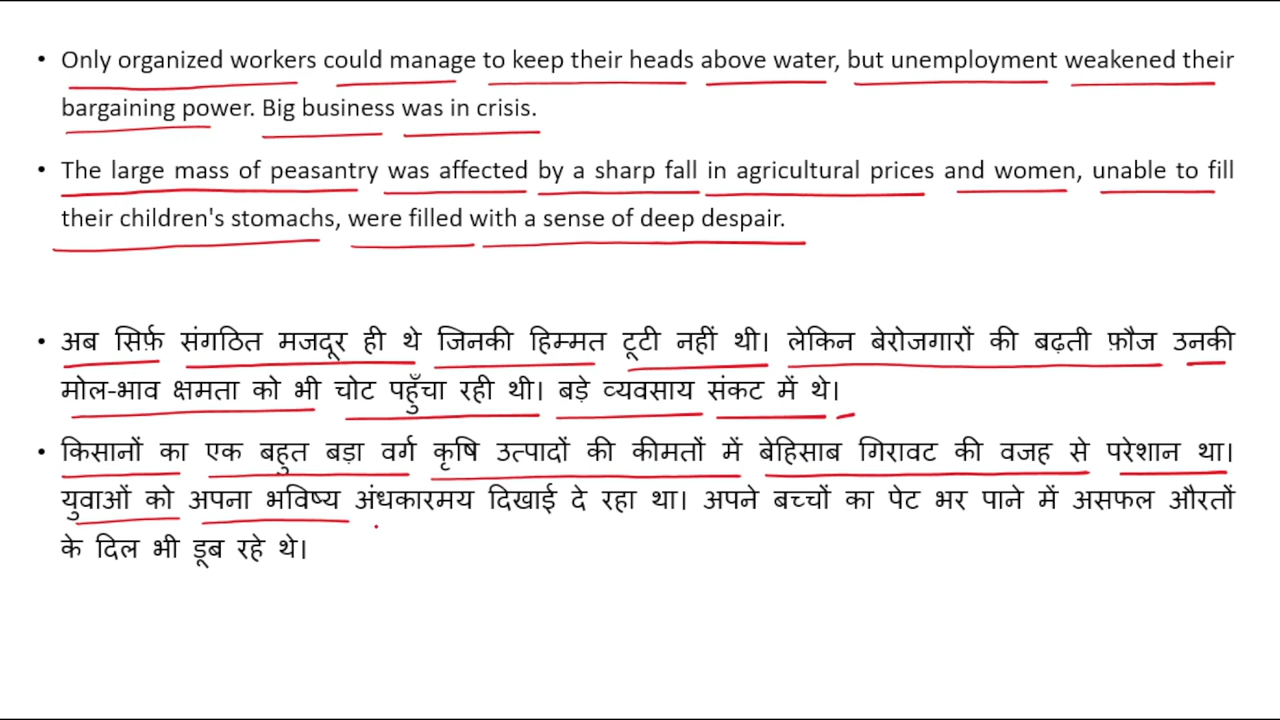 • Only organized workers could manage to keep their heads above water, but unemployment weakened their
bargaining power. Big business was in crisis.
• The large mass of peasantry was affected by a sharp fall in agricultural prices and women, unable to fill
their children's stomachs, were filled with a sense of deep despair.
• अब सिर्फ़ संगठित मजदूर ही थे जिनकी हिम्मत टूटी नहीं थी। लेकिन बेरोजगारों की बढ़ती फ़ौज उनकी
मोल-भाव क्षमता को भी चोट पहुँचा रही थी। बड़े व्यवसाय संकट में थे।
• किसानों का एक बहुत बड़ा वर्ग कृषि उत्पादों की कीमतों में बेहिसाब गिरावट की वजह से परेशान था।
युवाओं को अपना भविष्य अंधकारमय दिखाई दे रहा था। अपने बच्चों का पेट भर पाने में असफल औरतों
के दिल भी डूब रहे थे।